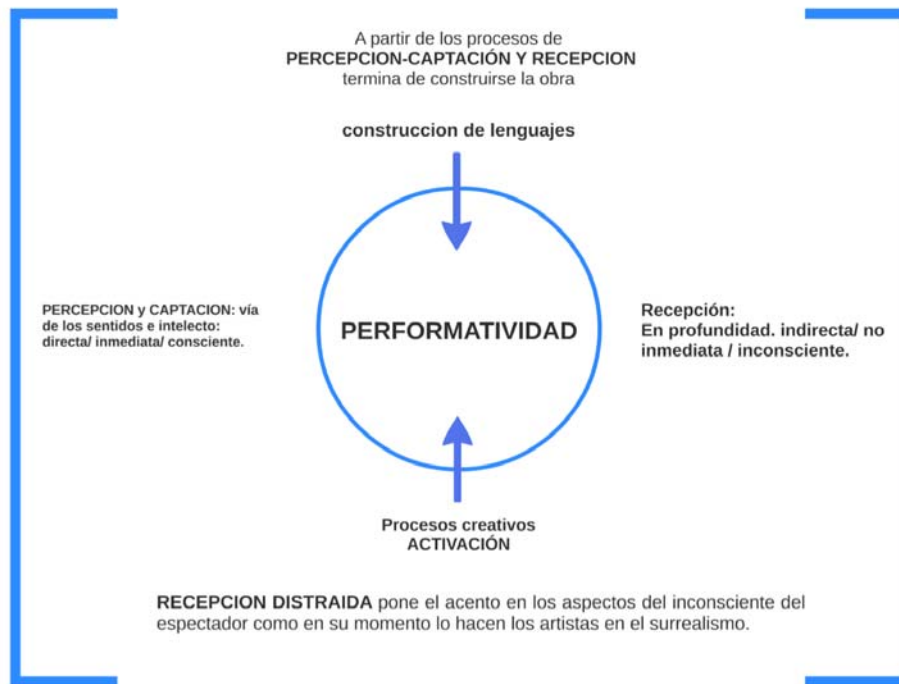 A partir de los procesos de
PERCEPCION-CAPTACIÓN Y RECEPCION
termina de construirse la obra
construccion de lenguajes
PERCEPCION y CAPTACION: vía
de los sentidos e intelecto:
directa/ inmediata/ consciente.
PERFORMATIVIDAD
Recepción:
En profundidad. indirecta/ no
inmediata / inconsciente.
Procesos creativos
ACTIVACIÓN
RECEPCION DISTRAIDA pone el acento en los aspectos del inconsciente del
espectador como en su momento lo hacen los artistas en el surrealismo.